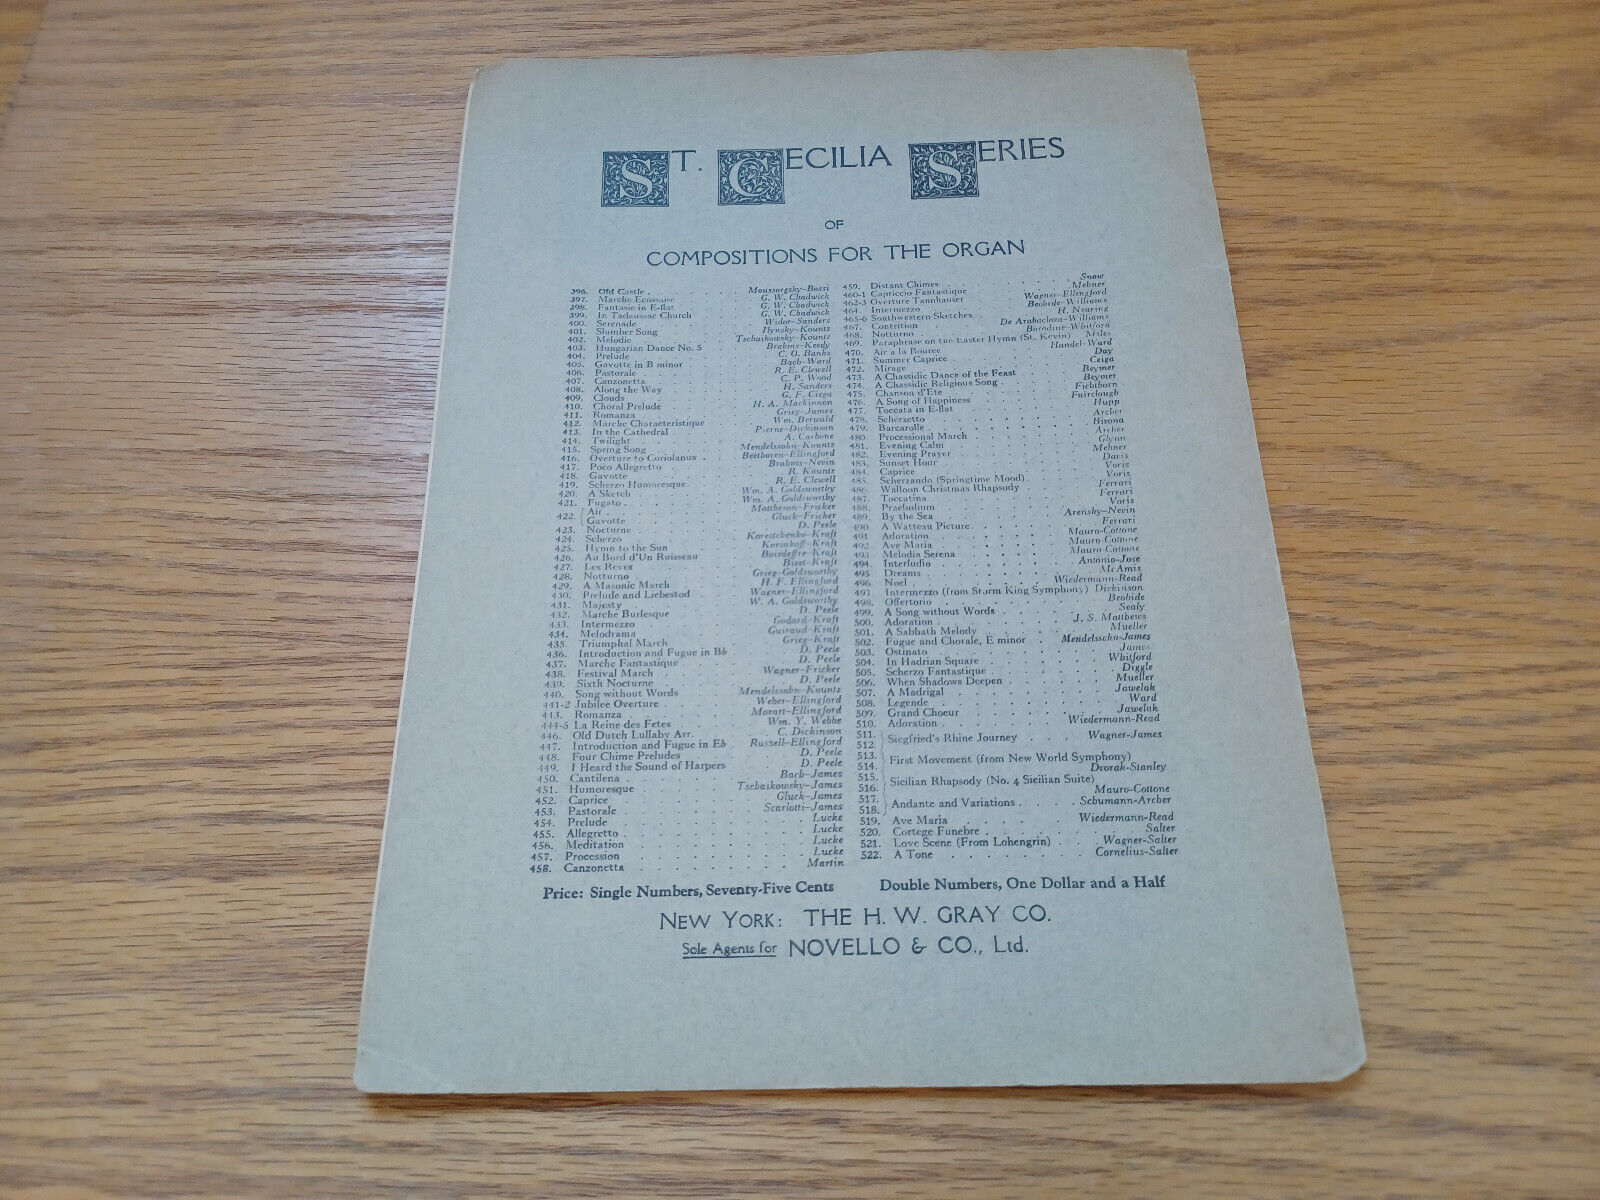 ST. CECILIA SERIES
OF
COMPOSITIONS FOR THE ORGAN
396. Old Castle . Moussorgsky-Bossi
397. Marche Ecossaise . G. W. Chadwick
398. Fantasie in E-flat . G. W. Chadwick
399. In Tadaussac Church . G. W. Chadwick
400. Serenade . Widor-Sanders
401. Slumber Song . Ilynsky-Kountz
402. Melodie . Tschaikowsky-Kountz
403. Hungarian Dance No. 5 . Brahms-Keedy
404. Prelude . C. O. Banks
405. Gavotte in B minor . Bach-Ward
406. Pastorale . R. E. Clewell
407. Canzonetta . C. P. Wood
408. Along the Way . H. Sanders
409. Clouds . G. F. Ceiga
410. Choral Prelude . H. A. Mackinnon
411. Romanza . Grieg-James
412. Marche Characteristique . Wm. Berwald
413. In the Cathedral . Pierne-Dickinson
414. Twilight . A. Carbone
415. Spring Song . Mendelssohn-Kountz
416. Overture to Coriolanus . Beethoven-Ellingford
417. Poco Allegretto . Brahms-Nevin
418. Gavotte . R. Kountz
419. Scherzo Humoresque . R. E. Clewell
420. A Sketch . Wm. A. Goldsworthy
421. Fugato . Wm. A. Goldsworthy
422. Air . Mattheson-Fricker
Gavotte . Gluck-Fricker
423. Nocturne . D. Peele
424. Scherzo . Korestchenko-Kraft
425. Hymn to the Sun . Korsakoff-Kraft
426. Au Bord d'Un Ruisseau . Boisdeffre-Kraft
427. Les Reves . Bizet-Kraft
428. Notturno . Grieg-Goldsworthy
429. A Masonic March . H. F. Ellingford
430. Prelude and Liebestod . Wagner-Ellingford
431. Majesty . W. A. Goldsworthy
432. Marche Burlesque . D. Peele
433. Intermezzo . Godard-Kraft
434. Melodrama . Guiraud-Kraft
435. Triumphal March . Grieg-Kraft
436. Introduction and Fugue in Bb . D. Peele
437. Marche Fantastique . D. Peele
438. Festival March . Wagner-Fricker
439. Sixth Nocturne . D. Peele
440. Song without Words . Mendelssohn-Kountz
441-2 Jubilee Overture . Weber-Ellingford
443. Romanza . Mozart-Ellingford
444-5 La Reine des Fetes . Wm. Y. Webbe
446. Old Dutch Lullaby Arr. C. Dickinson
447. Introduction and Fugue in Eb . Russell-Ellingford
448. Four Chime Preludes . D. Peele
449. I Heard the Sound of Harpers . D. Peele
450. Cantilena . Bach-James
451. Humoresque . Tschaikowsky-James
452. Caprice . Gluck-James
453. Pastorale . Scarlotti-James
454. Prelude . Lucke
455. Allegretto . Lucke
456. Meditation . Lucke
457. Procession . Lucke
458. Canzonetta . Martin
459. Distant Chimes . Snow
460-1 Capriccio Fantastique . Mehner
462-3 Overture Tannhauser . Wagner-Ellingford
464. Intermezzo . Beobide-Williams
465-6 Southwestern Sketches . H. Nearing
467. Contrition . De Arabaolaza-Williams
468. Notturno . Borodine-Whitford
469. Paraphrase on the Easter Hymn (St. Kevin) . Miles
470. Air a la Bouree . Handel-Ward
471. Summer Caprice . Day
472. Mirage . Ceiga
473. A Chassidic Dance of the Feast . Beymer
474. A Chassidic Religious Song . Beymer
475. Chanson d'Ete . Fichthorn
476. A Song of Happiness . Fairclough
477. Toccata in E-flat . Hupp
478. Scherzetto . Archer
479. Barcarolle . Birona
480. Processional March . Archer
481. Evening Calm . Glynn
482. Evening Prayer . Mehner
483. Sunset Hour . Davis
484. Caprice . Voris
485. Scherzando (Springtime Mood) . Voris
486. Walloon Christmas Rhapsody . Ferrari
487. Toccatina . Ferrari
488. Praeludium . Voris
489. By the Sea . Arensky-Nevin
490. A Watteau Picture . Ferrari
491. Adoration . Mauro-Cottone
492. Ave Maria . Mauro-Cottone
493. Melodia Serena . Mauro-Cottone
494. Interludio . Antonio-Jose
495. Dreams . McAmis
496. Noel . Wiedermann-Read
497. Intermezzo (from Storm King Symphony) Dickinson
498. Offertorio . Beobide
499. A Song without Words . Sealy
500. Adoration . J. S. Matthews
501. A Sabbath Melody . Mueller
502. Fugue and Chorale, E minor . Mendelssohn-James
503. Ostinato . James
504. In Hadrian Square . Whitford
505. Scherzo Fantastique . Diggle
506. When Shadows Deepen . Mueller
507. A Madrigal . Jawelak
508. Legende . Ward
509. Grand Choeur . Jawelak
510. Adoration . Wiedermann-Read
511. 512. Siegfried's Rhine Journey . Wagner-James
513. 514. First Movement (from New World Symphony)
Dvorak-Stanley
515. 516. Sicilian Rhapsody (No. 4 Sicilian Suite)
Mauro-Cottone
517. 518. Andante and Variations . Schumann-Archer
519. Ave Maria . Wiedermann-Read
520. Cortege Funebre . Salter
521. Love Scene (From Lohengrin) . Wagner-Salter
522. A Tone . Cornelius-Salter
Price: Single Numbers, Seventy-Five Cents Double Numbers, One Dollar and a Half
NEW YORK: THE H. W. GRAY CO.
Sole Agents for NOVELLO & CO., Ltd.